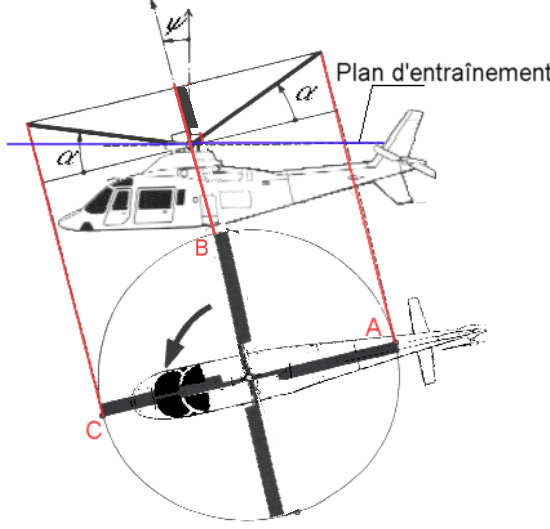 ψ
α
Plan d'entraînement
α
B
A
C